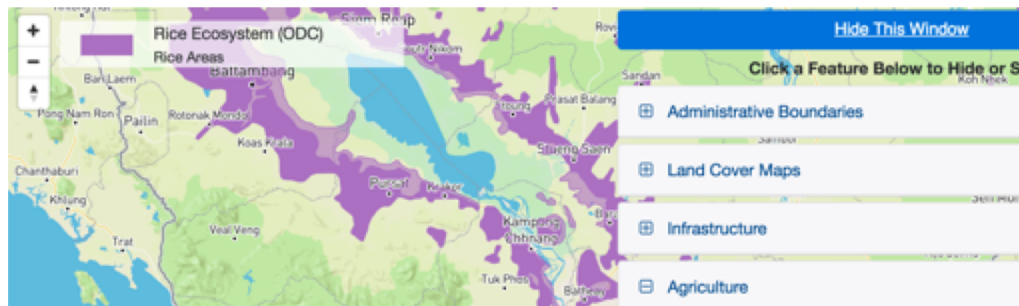 Siem Reap
Rice Ecosystem (ODC)
Rice Areas
Hide This Window
Click a Feature Below to Hide or S
Ban Laem
Battambang
Sandan
Koh Nhek
Pong Nam Ron
Pailin
Rotonak Mondol
Prasat Balang
Administrative Boundaries
Koas Krala
Stueng Saen
Chanthaburi
Khlung
Pursat
Krakor
Land Cover Maps
Trat
Veal Veng
Kampong
Chhnang
Infrastructure
Tuk Phos
Batheay
Agriculture